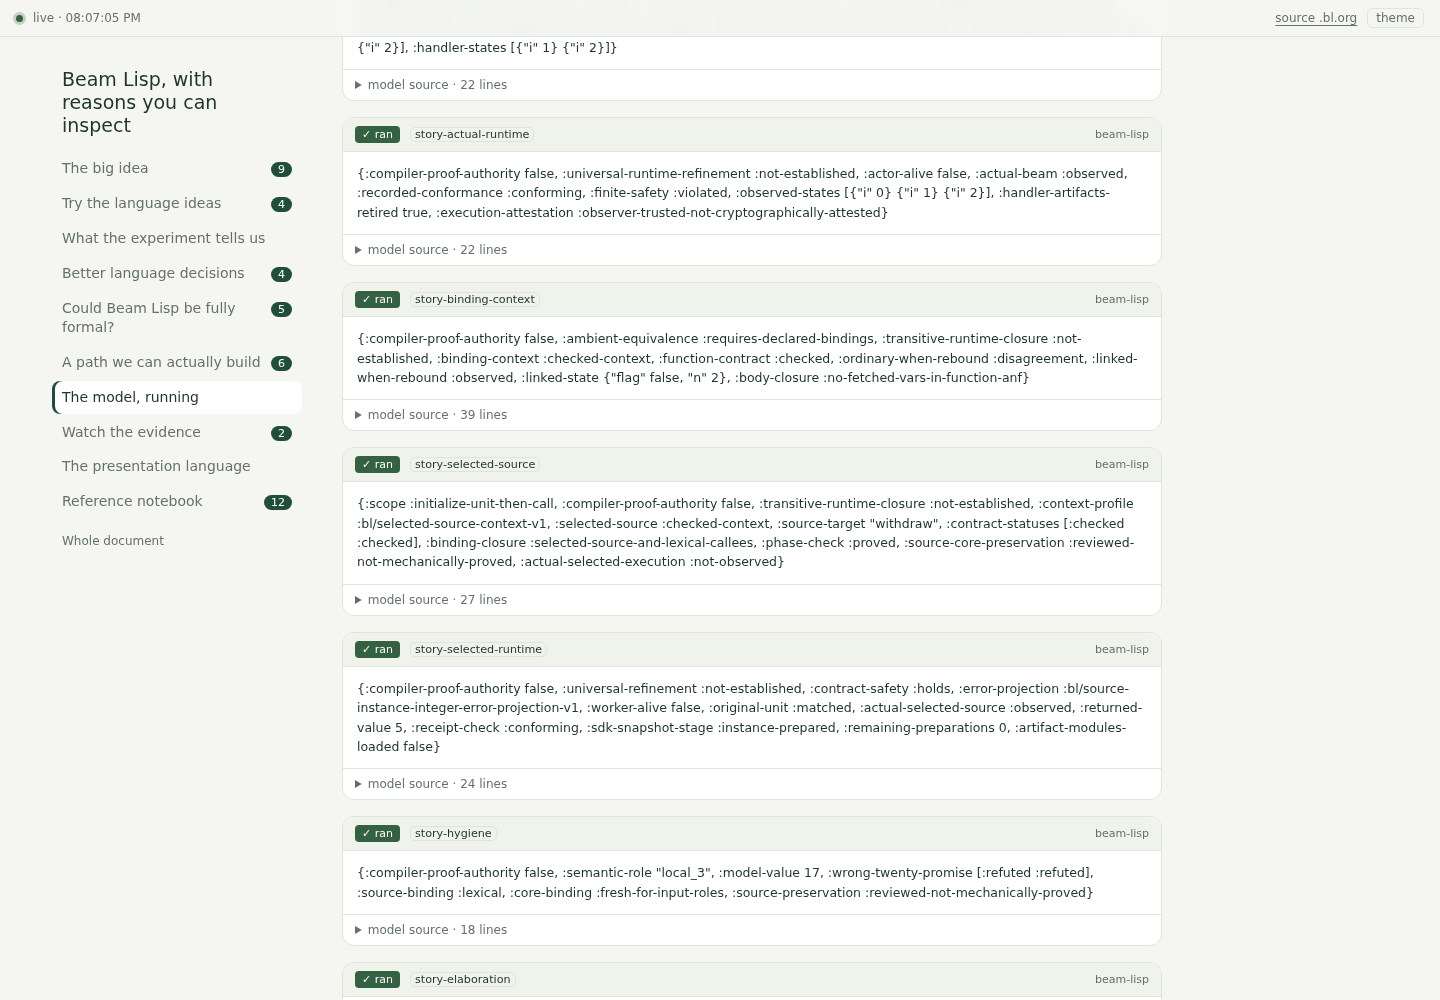 live · 08:07:05 PM
source .bl.org
theme
Beam Lisp, with
reasons you can
inspect
The big idea
9
Try the language ideas
4
What the experiment tells us
Better language decisions
4
Could Beam Lisp be fully
formal?
5
A path we can actually build
6
The model, running
Watch the evidence
2
The presentation language
Reference notebook
12
Whole document
{"i" 2}], :handler-states [{"i" 1} {"i" 2}]}
▶ model source · 22 lines
✓ ran
story-actual-runtime
beam-lisp
{:compiler-proof-authority false, :universal-runtime-refinement :not-established, :actor-alive false, :actual-beam :observed,
:recorded-conformance :conforming, :finite-safety :violated, :observed-states [{"i" 0} {"i" 1} {"i" 2}], :handler-artifacts-
retired true, :execution-attestation :observer-trusted-not-cryptographically-attested}
▶ model source · 22 lines
✓ ran
story-binding-context
beam-lisp
{:compiler-proof-authority false, :ambient-equivalence :requires-declared-bindings, :transitive-runtime-closure :not-
established, :binding-context :checked-context, :function-contract :checked, :ordinary-when-rebound :disagreement, :linked-
when-rebound :observed, :linked-state {"flag" false, "n" 2}, :body-closure :no-fetched-vars-in-function-anf}
▶ model source · 39 lines
✓ ran
story-selected-source
beam-lisp
{:scope :initialize-unit-then-call, :compiler-proof-authority false, :transitive-runtime-closure :not-established, :context-profile
:bl/selected-source-context-v1, :selected-source :checked-context, :source-target "withdraw", :contract-statuses [:checked
:checked], :binding-closure :selected-source-and-lexical-callees, :phase-check :proved, :source-core-preservation :reviewed-
not-mechanically-proved, :actual-selected-execution :not-observed}
▶ model source · 27 lines
✓ ran
story-selected-runtime
beam-lisp
{:compiler-proof-authority false, :universal-refinement :not-established, :contract-safety :holds, :error-projection :bl/source-
instance-integer-error-projection-v1, :worker-alive false, :original-unit :matched, :actual-selected-source :observed, :returned-
value 5, :receipt-check :conforming, :sdk-snapshot-stage :instance-prepared, :remaining-preparations 0, :artifact-modules-
loaded false}
▶ model source · 24 lines
✓ ran
story-hygiene
beam-lisp
{:compiler-proof-authority false, :semantic-role "local_3", :model-value 17, :wrong-twenty-promise [:refuted :refuted],
:source-binding :lexical, :core-binding :fresh-for-input-roles, :source-preservation :reviewed-not-mechanically-proved}
▶ model source · 18 lines
✓ ran
story-elaboration
beam-lisp